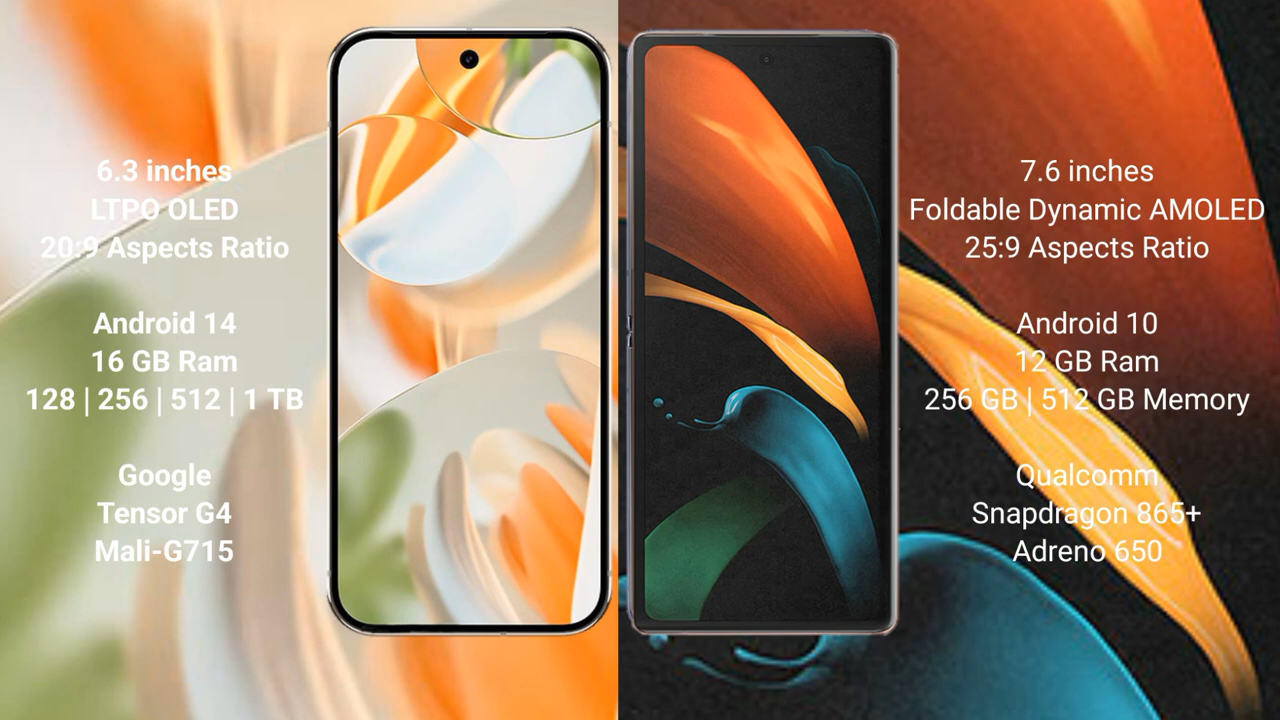 6.3 inches
LTPO OLED
20:9 Aspects Ratio
Android 14
16 GB Ram
128 | 256 | 512 | 1 TB
Google
Tensor G4
Mali-G715
7.6 inches
Foldable Dynamic AMOLED
25:9 Aspects Ratio
Android 10
12 GB Ram
256 GB | 512 GB Memory
Qualcomm
Snapdragon 865+
Adreno 650